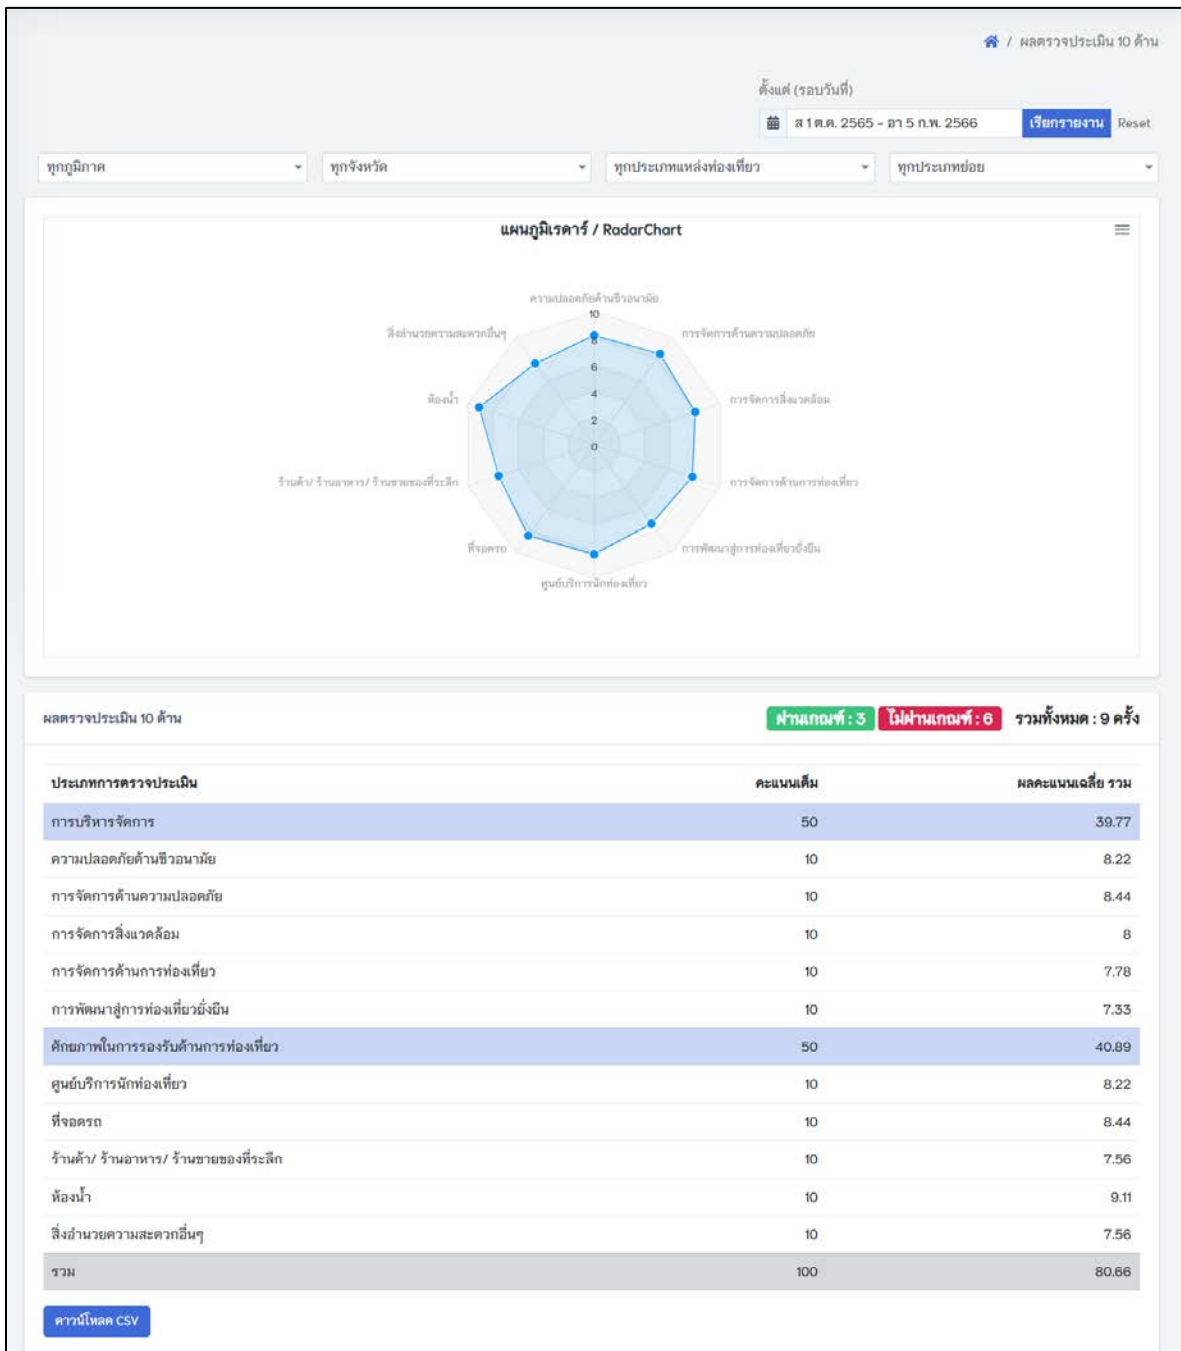 / ผลตรวจประเมิน 10 ด้าน
ตั้งแต่ (รอบวันที่)
ส 1 ต.ค. 2565 - อา 5 ก.พ. 2566 เรียกรายงาน Reset
ทุกภูมิภาค ทุกจังหวัด ทุกประเภทแหล่งท่องเที่ยว ทุกประเภทย่อย
แผนภูมิเรดาร์ / RadarChart
ความปลอดภัยด้านชีวอนามัย
10
สิ่งอำนวยความสะดวกอื่นๆ การจัดการด้านความปลอดภัย
8
6
ห้องน้ำ 4 การจัดการสิ่งแวดล้อม
2
0
ร้านค้า/ ร้านอาหาร/ ร้านขายของที่ระลึก การจัดการด้านการท่องเที่ยว
ที่จอดรถ การพัฒนาสู่การท่องเที่ยวยั่งยืน
ศูนย์บริการนักท่องเที่ยว
ผลตรวจประเมิน 10 ด้าน ผ่านเกณฑ์ : 3 ไม่ผ่านเกณฑ์ : 6 รวมทั้งหมด : 9 ครั้ง
ประเภทการตรวจประเมิน คะแนนเต็ม ผลคะแนนเฉลี่ย รวม
การบริหารจัดการ 50 39.77
ความปลอดภัยด้านชีวอนามัย 10 8.22
การจัดการด้านความปลอดภัย 10 8.44
การจัดการสิ่งแวดล้อม 10 8
การจัดการด้านการท่องเที่ยว 10 7.78
การพัฒนาสู่การท่องเที่ยวยั่งยืน 10 7.33
ศักยภาพในการรองรับด้านการท่องเที่ยว 50 40.89
ศูนย์บริการนักท่องเที่ยว 10 8.22
ที่จอดรถ 10 8.44
ร้านค้า/ ร้านอาหาร/ ร้านขายของที่ระลึก 10 7.56
ห้องน้ำ 10 9.11
สิ่งอำนวยความสะดวกอื่นๆ 10 7.56
รวม 100 80.66
ดาวน์โหลด CSV